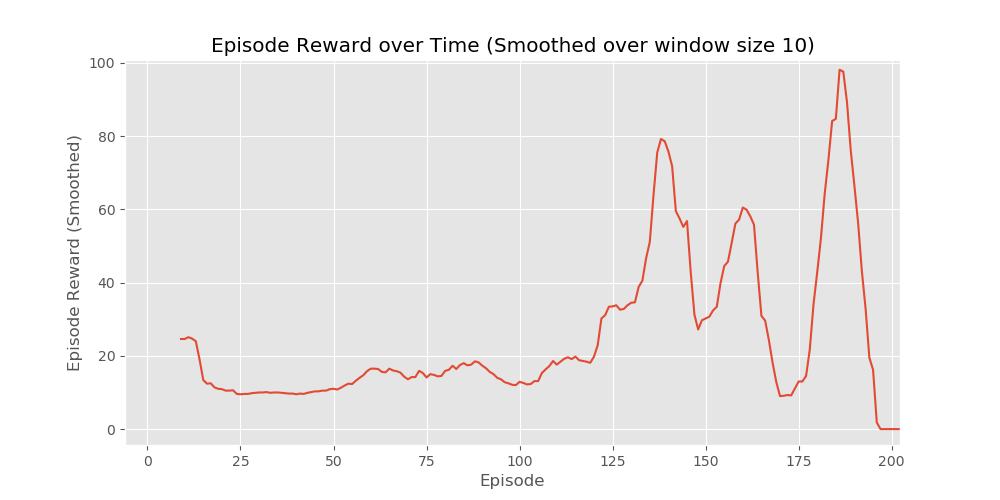 Episode Reward over Time (Smoothed over window size 10)
Episode Reward (Smoothed)
100
80
60
40
20
0
0 25 50 75 100 125 150 175 200
Episode